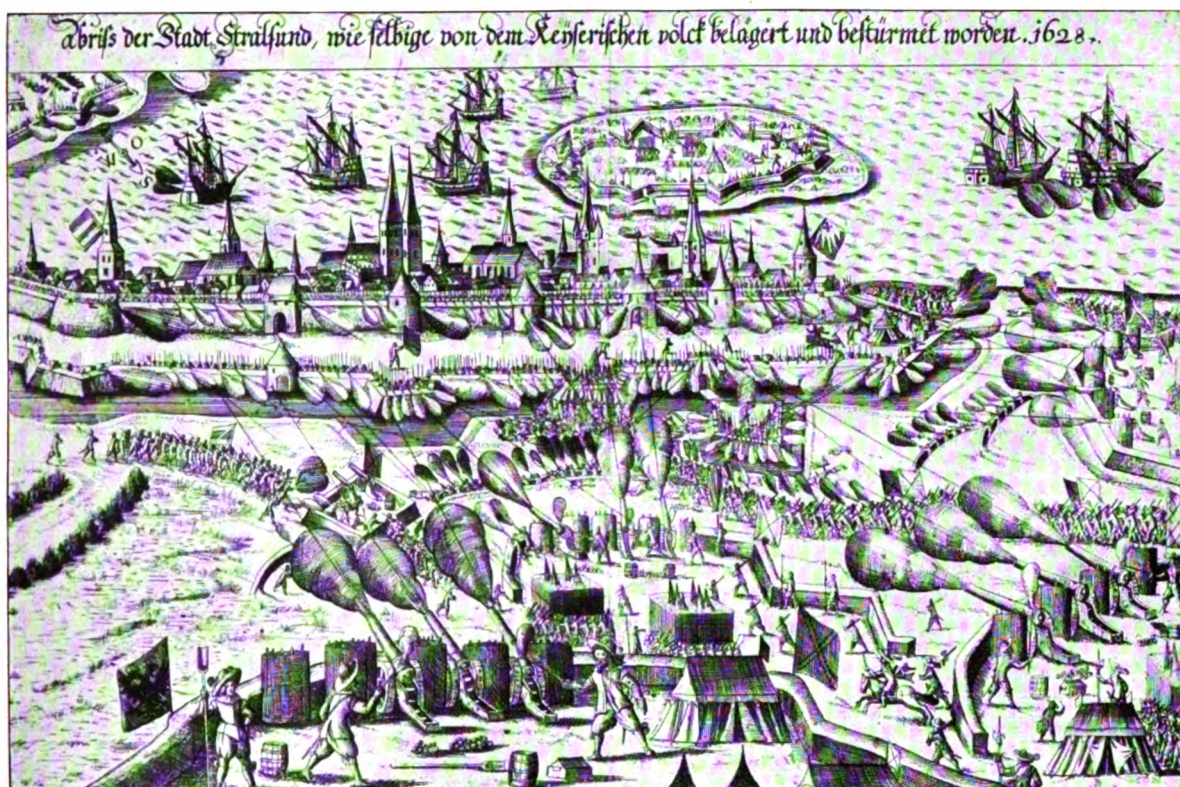 Abriss der Stadt Stralsund, wie selbige von dem Keyserischen volck belägert und bestürmet worden. 1628.